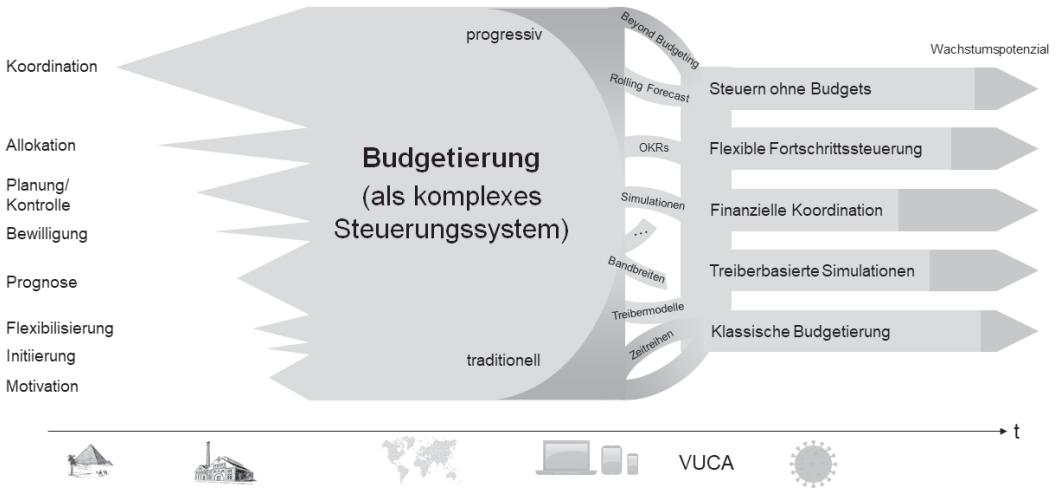 Koordination
Allokation
Planung/
Kontrolle
Bewilligung
Prognose
Flexibilisierung
Initiierung
Motivation
progressiv
Budgetierung
(als komplexes
Steuerungssystem)
traditionell
Beyond Budgeting
Rolling Forecast
OKRs
Simulationen
...
Bandbreiten
Treibermodelle
Zeitreihen
Wachstumspotenzial
Steuern ohne Budgets
Flexible Fortschrittssteuerung
Finanzielle Koordination
Treiberbasierte Simulationen
Klassische Budgetierung
t
VUCA